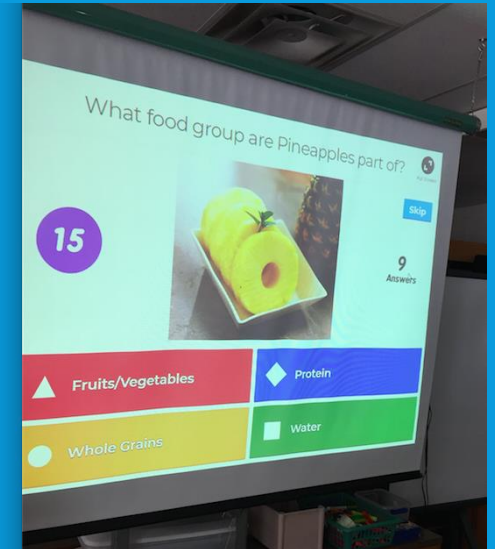 What food group are Pineapples part of?
Skip
15
9
Answers
Fruits/Vegetables
Protein
Whole Grains
Water